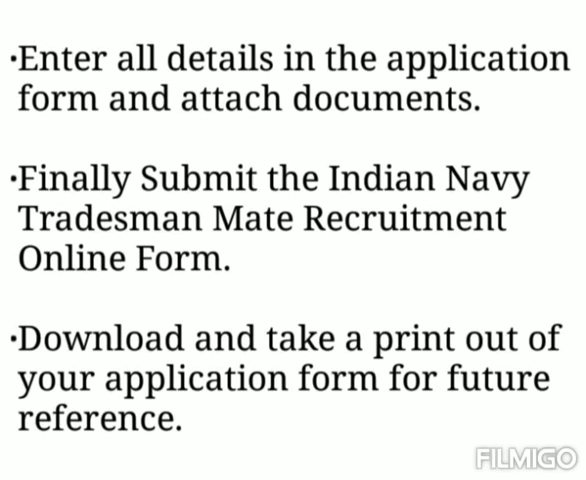 ·Enter all details in the application
form and attach documents.
·Finally Submit the Indian Navy
Tradesman Mate Recruitment
Online Form.
·Download and take a print out of
your application form for future
reference.
FILMIGO